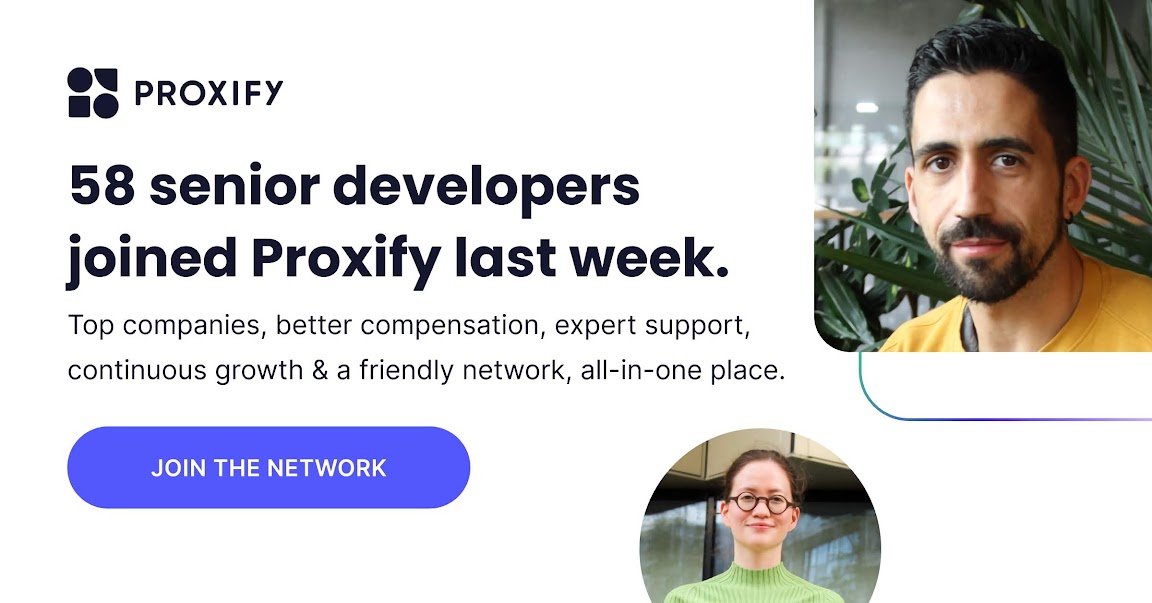 PROXIFY
58 senior developers
joined Proxify last week.
Top companies, better compensation, expert support,
continuous growth & a friendly network, all-in-one place.
JOIN THE NETWORK